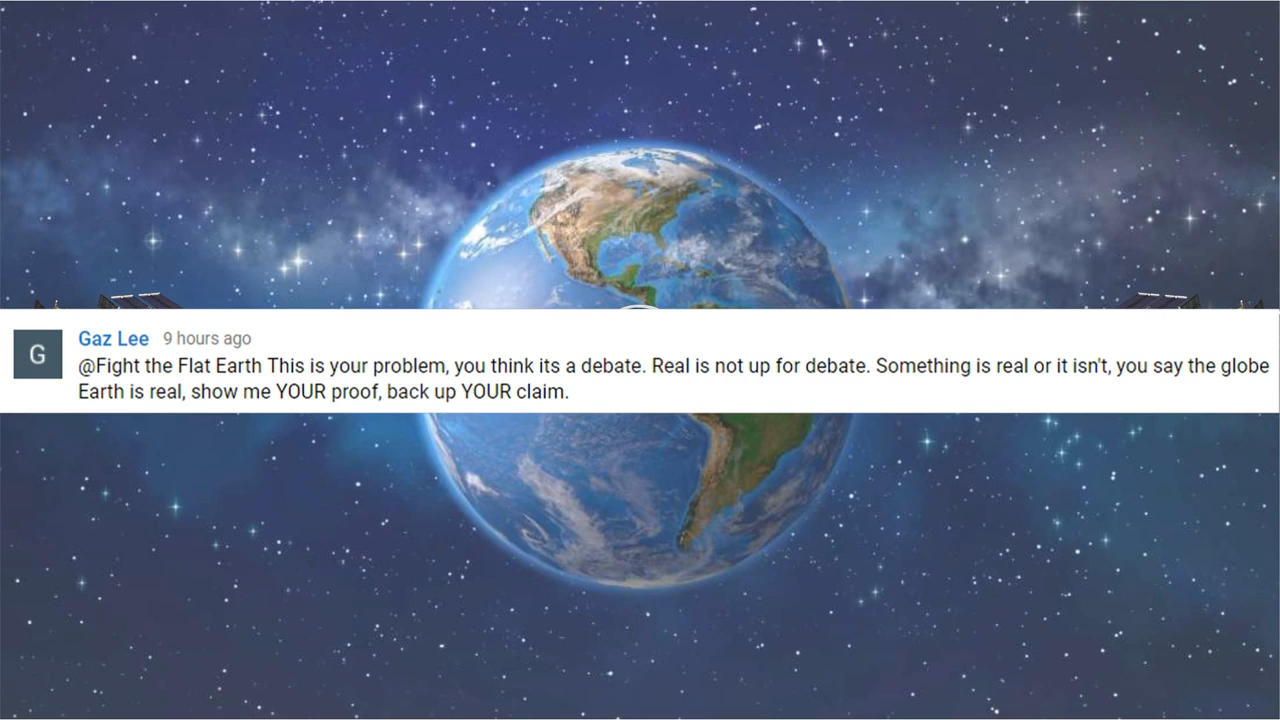 G
Gaz Lee 9 hours ago
@Fight the Flat Earth This is your problem, you think its a debate. Real is not up for debate. Something is real or it isn't, you say the globe
Earth is real, show me YOUR proof, back up YOUR claim.